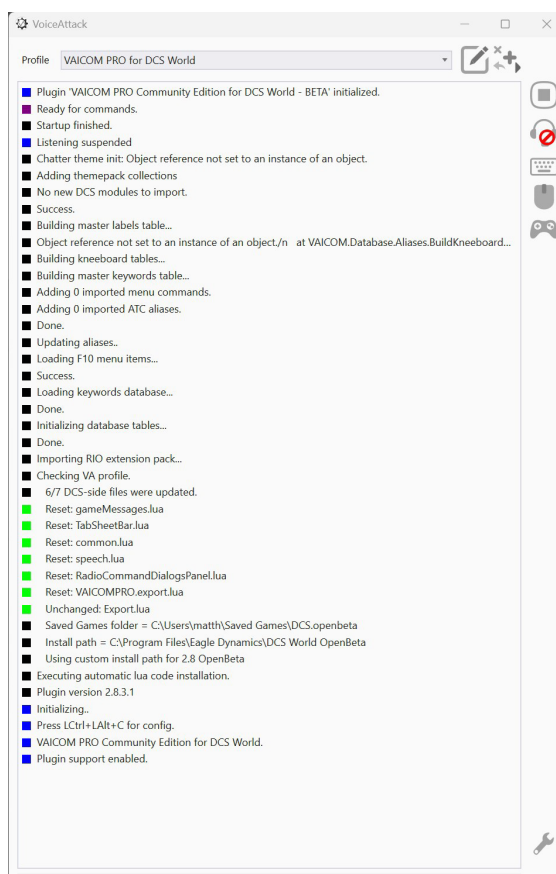 VoiceAttack
Profile VAICOM PRO for DCS World
Plugin 'VAICOM PRO Community Edition for DCS World - BETA' initialized.
Ready for commands.
Startup finished.
Listening suspended
Chatter theme init: Object reference not set to an instance of an object.
Adding themepack collections
No new DCS modules to import.
Success.
Building master labels table...
Object reference not set to an instance of an object./n at VAICOM.Database.Aliases.BuildKneeboard...
Building kneeboard tables...
Building master keywords table...
Adding 0 imported menu commands.
Adding 0 imported ATC aliases.
Done.
Updating aliases..
Loading F10 menu items...
Success.
Loading keywords database...
Done.
Initializing database tables...
Done.
Importing RIO extension pack...
Checking VA profile.
6/7 DCS-side files were updated.
Reset: gameMessages.lua
Reset: TabSheetBar.lua
Reset: common.lua
Reset: speech.lua
Reset: RadioCommandDialogsPanel.lua
Reset: VAICOMPRO.export.lua
Unchanged: Export.lua
Saved Games folder = C:\Users\matth\Saved Games\DCS.openbeta
Install path = C:\Program Files\Eagle Dynamics\DCS World OpenBeta
Using custom install path for 2.8 OpenBeta
Executing automatic lua code installation.
Plugin version 2.8.3.1
Initializing..
Press LCtrl+LAlt+C for config.
VAICOM PRO Community Edition for DCS World.
Plugin support enabled.